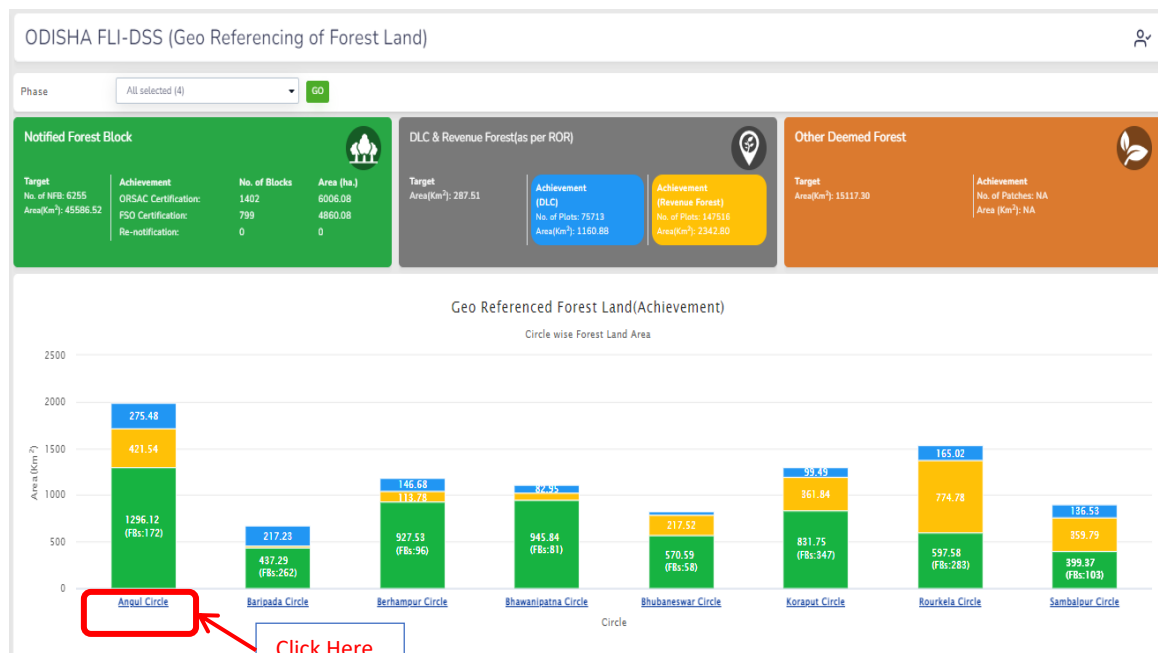 ODISHA FLI-DSS (Geo Referencing of Forest Land)
Phase
All selected (4)
GO
Notified Forest Block
Target
No. of NFB: 6255
Area(Km²): 45586.52
Achievement No. of Blocks Area (ha.)
ORSAC Certification: 1402 6006.08
FSO Certification: 799 4860.08
Re-notification: 0 0
DLC & Revenue Forest(as per ROR)
Target
Area(Km²): 287.51
Achievement
(DLC)
No. of Plots: 75713
Area(Km²): 1160.88
Achievement
(Revenue Forest)
No. of Plots: 147516
Area(Km²): 2342.80
Other Deemed Forest
Target
Area(Km²): 15117.30
Achievement
No. of Patches: NA
Area (Km²): NA
Geo Referenced Forest Land(Achievement)
Circle wise Forest Land Area
Area(Km²)
2500
2000
1500
1000
500
0
275.48
421.54
1296.12
(FBs:172)
217.23
437.29
(FBs:262)
146.68
113.78
927.53
(FBs:96)
82.95
945.84
(FBs:81)
217.52
570.59
(FBs:58)
99.49
361.84
831.75
(FBs:347)
165.02
774.78
597.58
(FBs:283)
136.53
359.79
399.37
(FBs:103)
Angul Circle
Baripada Circle
Berhampur Circle
Bhawanipatna Circle
Bhubaneswar Circle
Koraput Circle
Rourkela Circle
Sambalpur Circle
Circle
Click Here